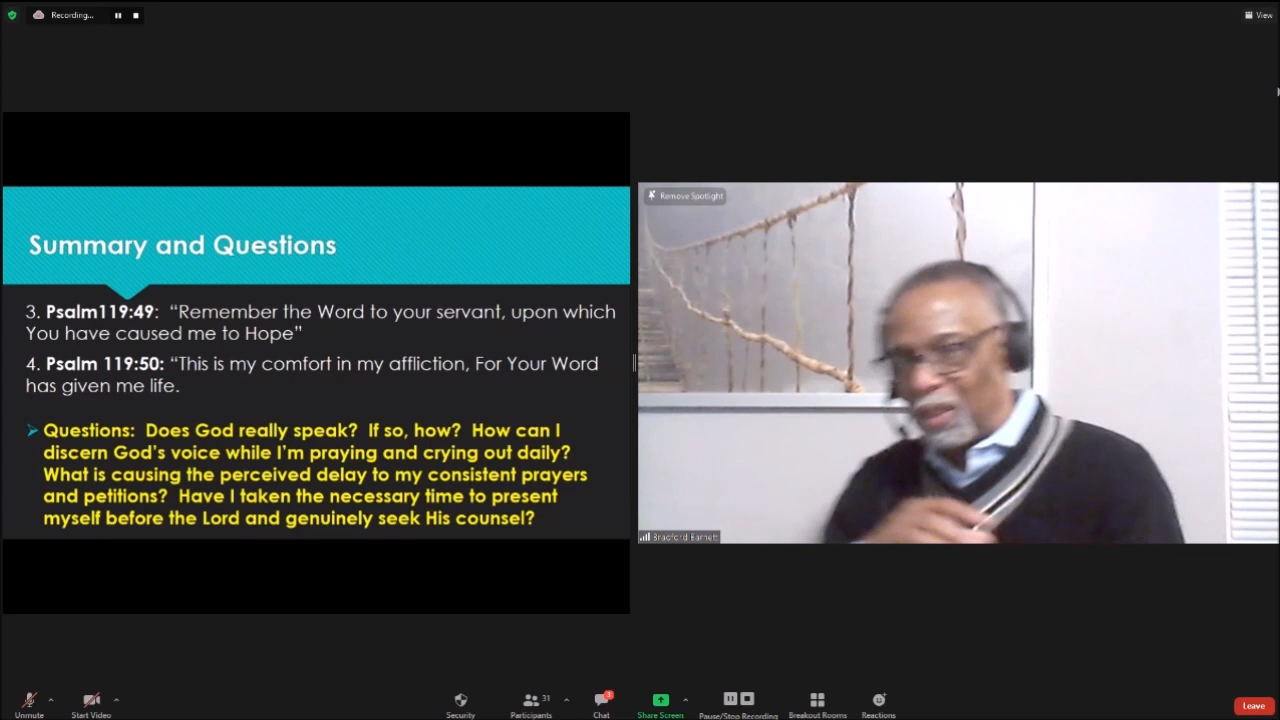 Recording...
View
Summary and Questions
3. Psalm119:49:  “Remember the Word to your servant, upon which
You have caused me to Hope”
4. Psalm 119:50: “This is my comfort in my affliction, For Your Word
has given me life.
Questions:  Does God really speak?  If so, how?  How can I
discern God’s voice while I’m praying and crying out daily?
What is causing the perceived delay to my consistent prayers
and petitions?  Have I taken the necessary time to present
myself before the Lord and genuinely seek His counsel?
Remove Spotlight
Bradford Barnett
Unmute
Start Video
Security
Participants
31
Chat
3
Share Screen
Pause/Stop Recording
Breakout Rooms
Reactions
Leave